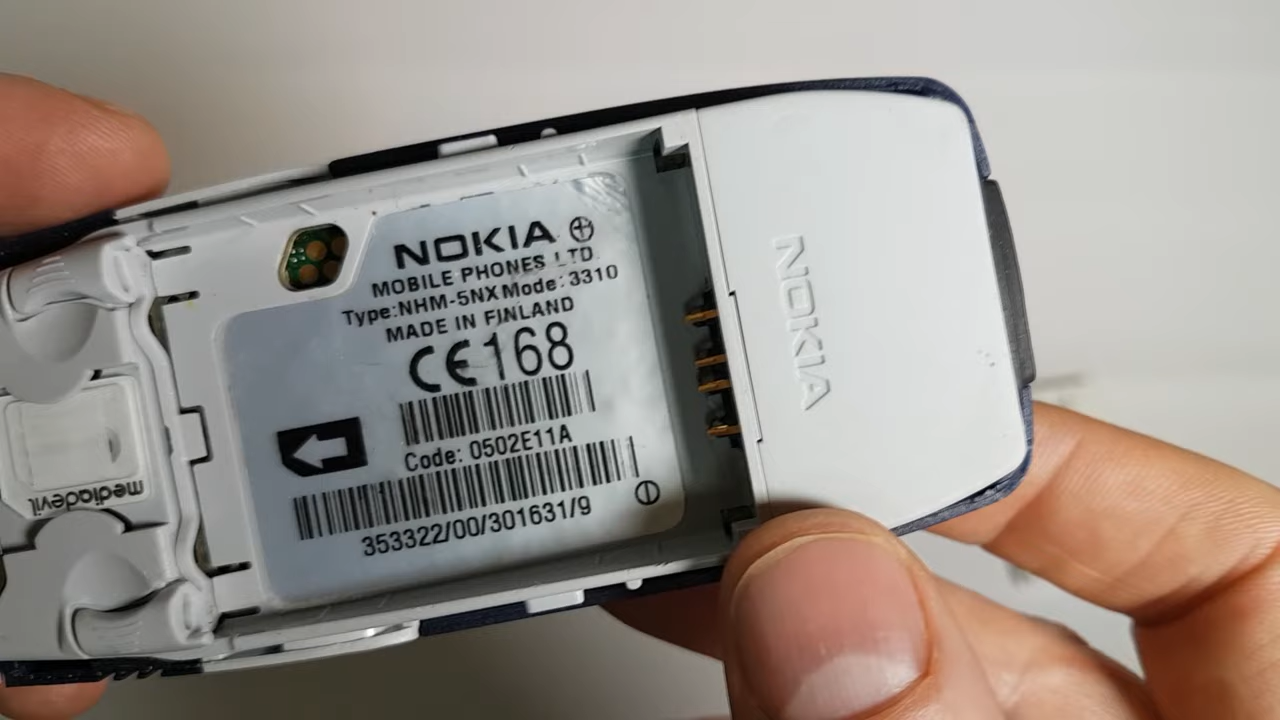 NOKIA
MOBILE PHONES LTD.
Type:NHM-5NX Model:3310
MADE IN FINLAND
CE168
Code: 0502E11A
353322/00/301631/9
NOKIA
mediadevil